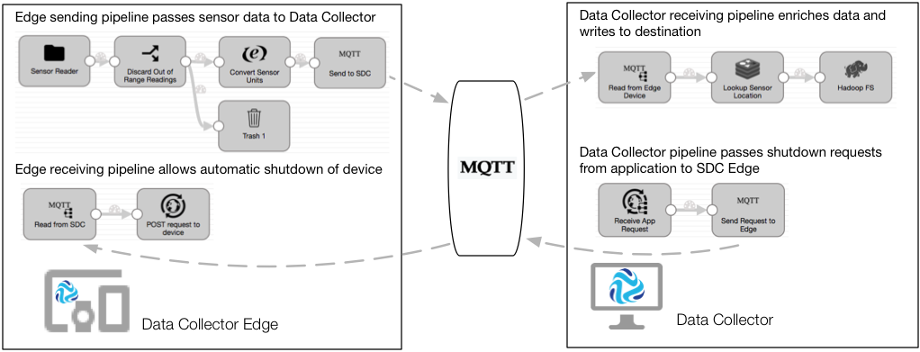 Edge sending pipeline passes sensor data to Data Collector
Sensor Reader
Discard Out of
Range Readings
Convert Sensor
Units
MQTT
Send to SDC
Trash 1
Edge receiving pipeline allows automatic shutdown of device
MQTT
Read from SDC
POST request to
device
Data Collector Edge
MQTT
Data Collector receiving pipeline enriches data and
writes to destination
MQTT
Read from Edge
Device
Lookup Sensor
Location
Hadoop FS
Data Collector pipeline passes shutdown requests
from application to SDC Edge
Receive App
Request
MQTT
Send Request to
Edge
Data Collector